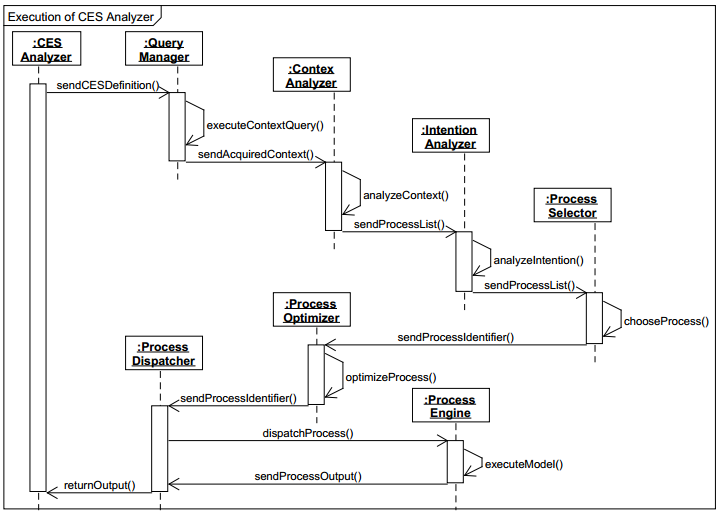 Execution of CES Analyzer
:CES
Analyzer
:Query
Manager
:Contex
Analyzer
:Intention
Analyzer
:Process
Selector
sendCESDefinition()
executeContextQuery()
sendAcquiredContext()
analyzeContext()
sendProcessList()
analyzeIntention()
sendProcessList()
:Process
Optimizer
chooseProcess()
sendProcessIdentifier()
:Process
Dispatcher
optimizeProcess()
sendProcessIdentifier()
:Process
Engine
dispatchProcess()
executeModel()
sendProcessOutput()
returnOutput()